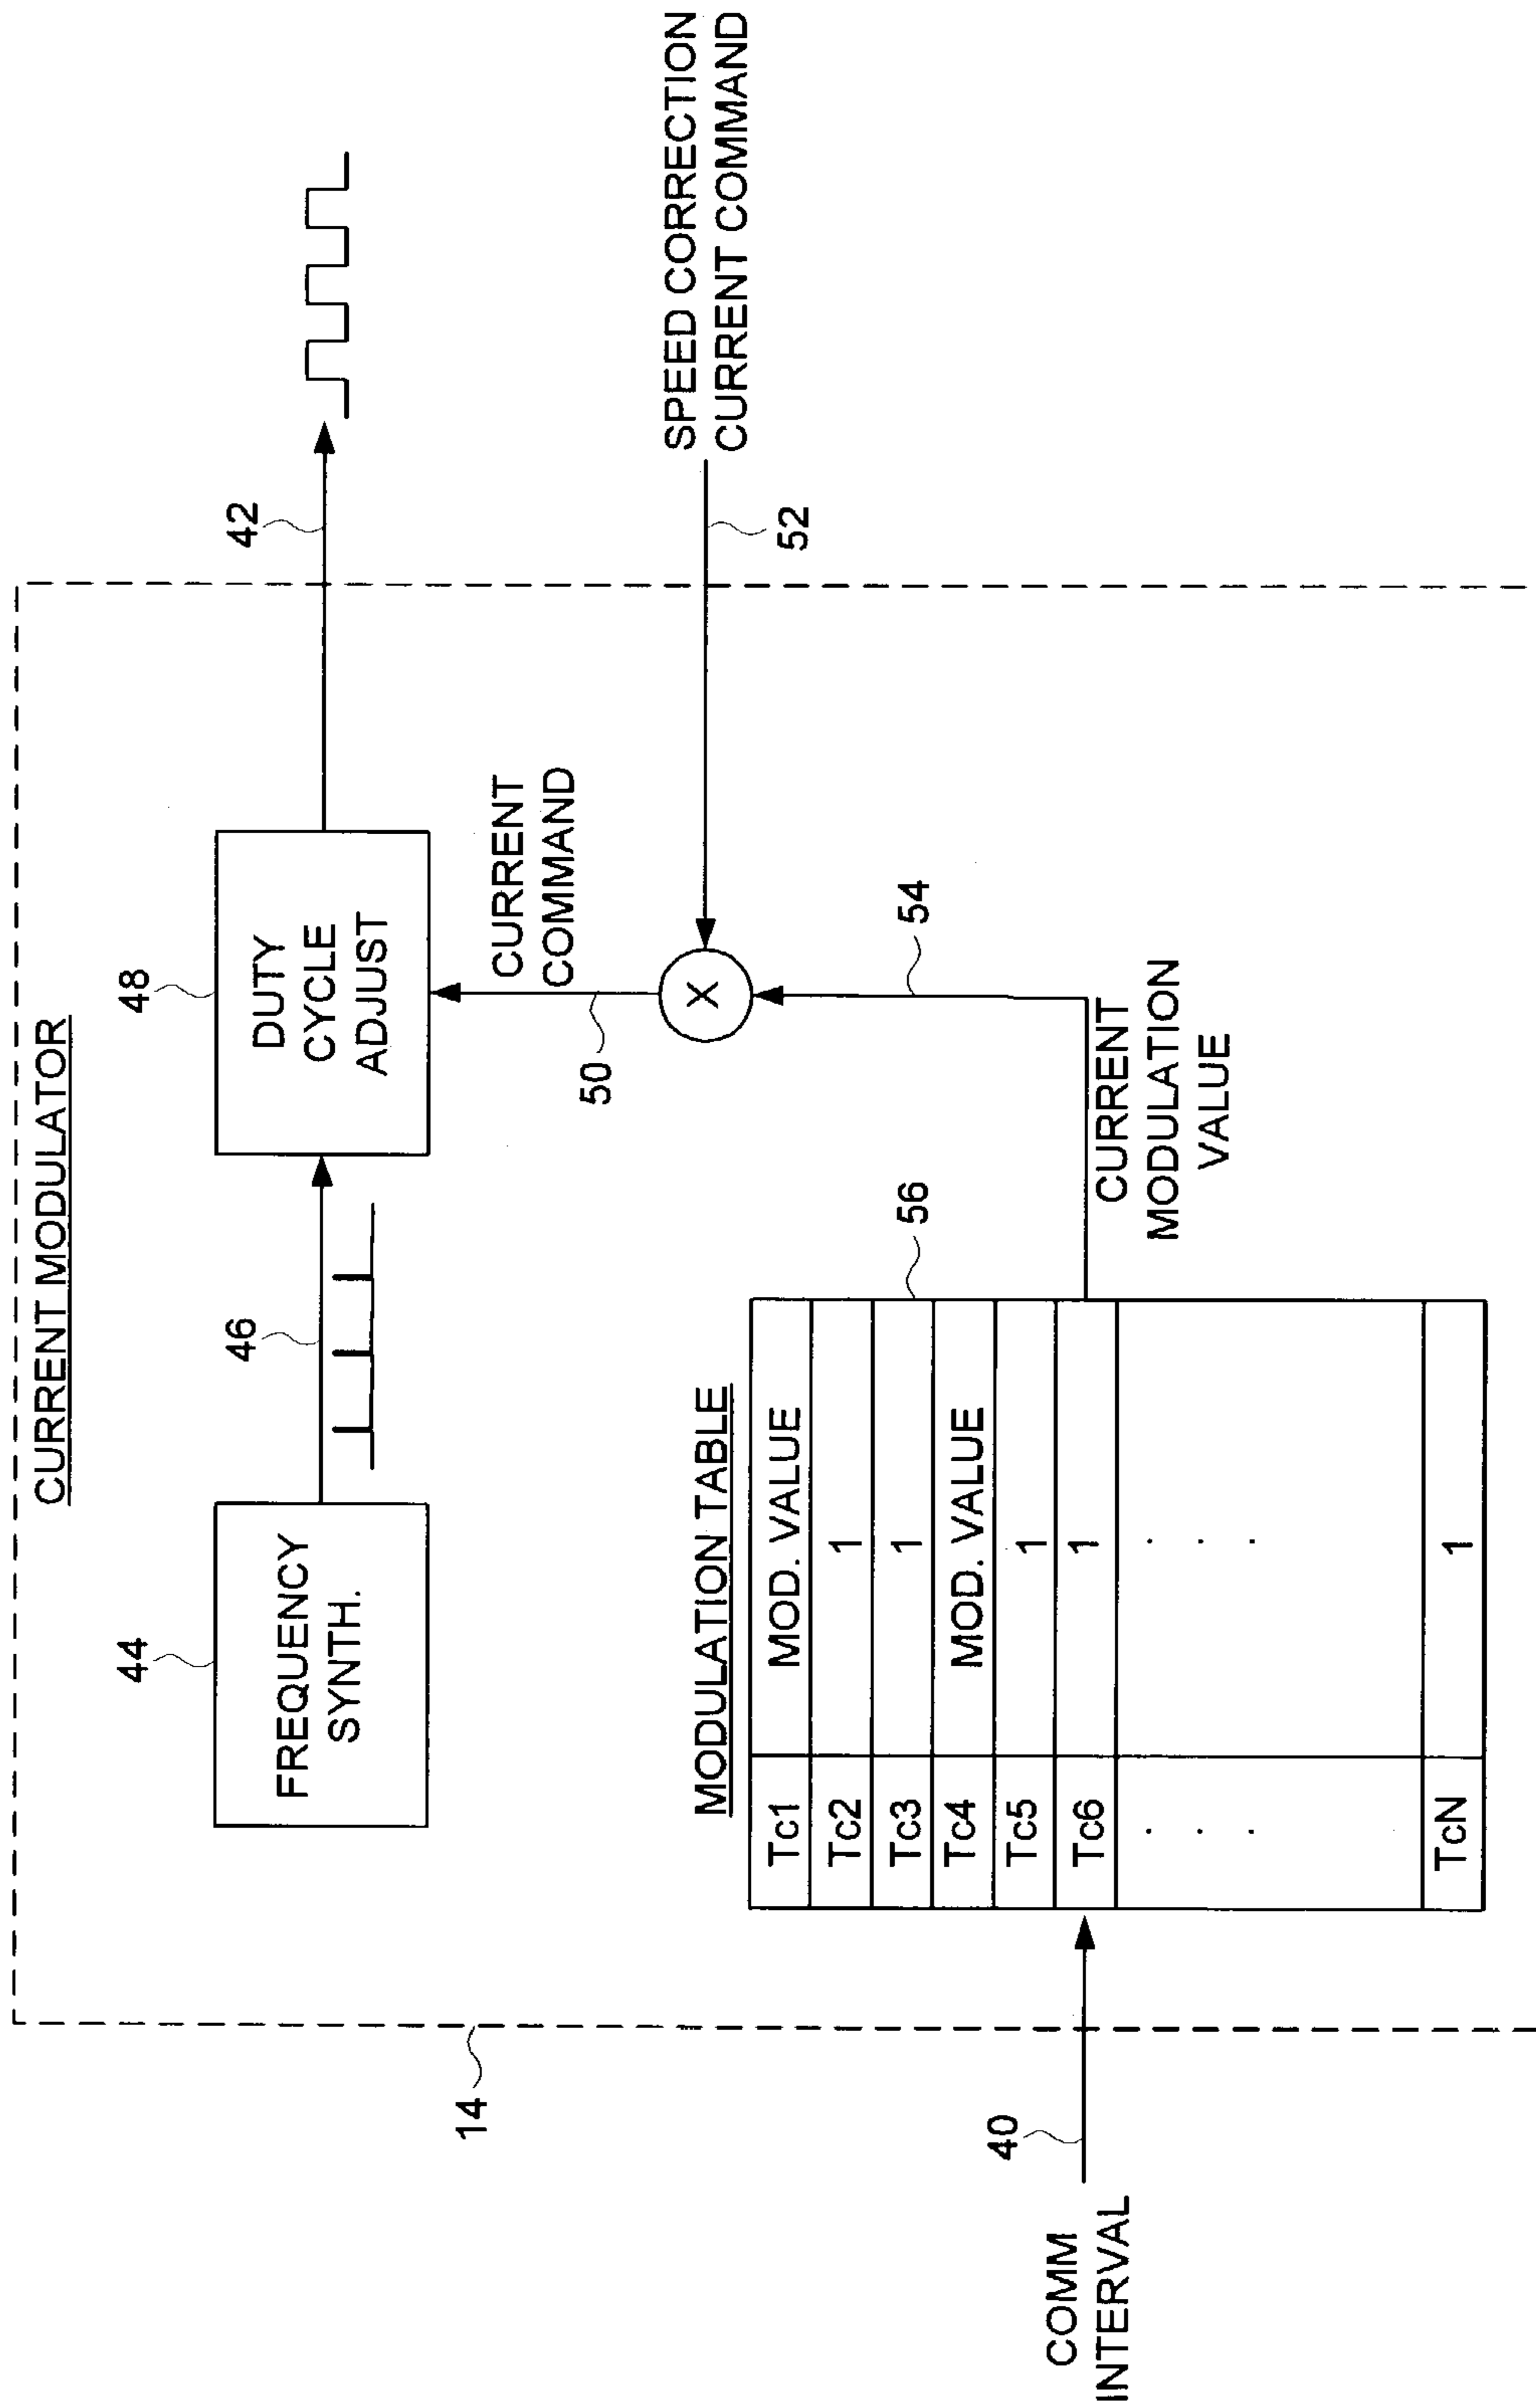 CURRENT MODULATOR
14
44
FREQUENCY
SYNTH.
46
48
DUTY
CYCLE
ADJUST
42
CURRENT
COMMAND
50
X
52
SPEED CORRECTION
CURRENT COMMAND
54
CURRENT
MODULATION
VALUE
MODULATION TABLE
56
Tc1 MOD. VALUE
Tc2 1
Tc3 1
Tc4 MOD. VALUE
Tc5 1
Tc6 1
. . . . . .
TcN 1
40
COMM
INTERVAL